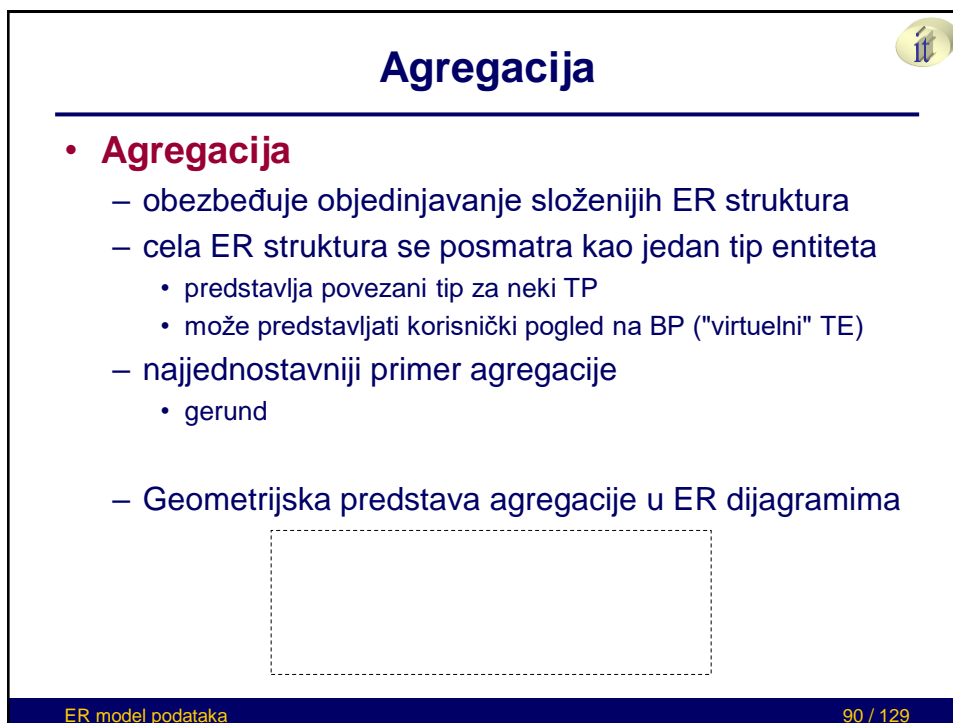 Agregacija
it
• Agregacija
– obezbeđuje objedinjavanje složenijih ER struktura
– cela ER struktura se posmatra kao jedan tip entiteta
• predstavlja povezani tip za neki TP
• može predstavljati korisnički pogled na BP ("virtuelni" TE)
– najjednostavniji primer agregacije
• gerund
– Geometrijska predstava agregacije u ER dijagramima
ER model podataka
90 / 129